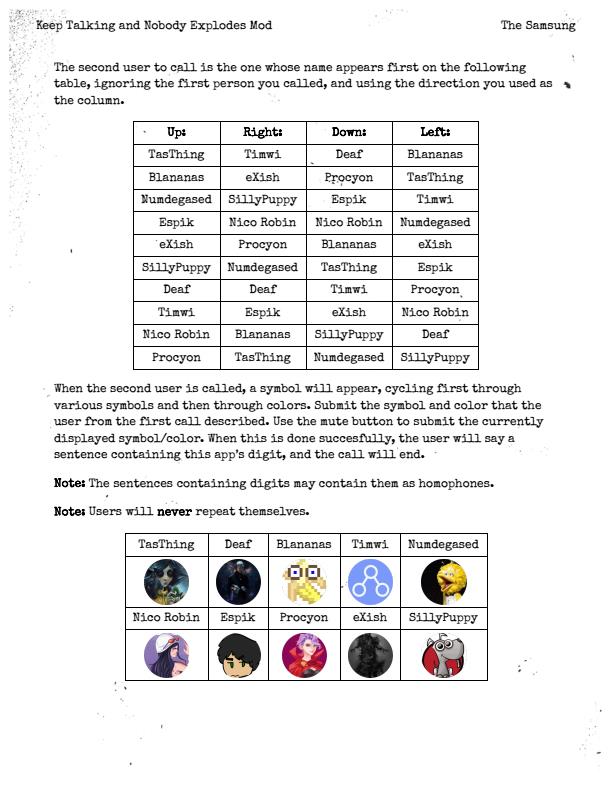 Keep Talking and Nobody Explodes Mod The Samsung
The second user to call is the one whose name appears first on the following
table, ignoring the first person you called, and using the direction you used as
the column.
Up: Right: Down: Left:
TasThing Timwi Deaf Blananas
Blananas eXish Procyon TasThing
Numdegased SillyPuppy Espik Timwi
Espik Nico Robin Nico Robin Numdegased
eXish Procyon Blananas eXish
SillyPuppy Numdegased TasThing Espik
Deaf Deaf Timwi Procyon
Timwi Espik eXish Nico Robin
Nico Robin Blananas SillyPuppy Deaf
Procyon TasThing Numdegased SillyPuppy
When the second user is called, a symbol will appear, cycling first through
various symbols and then through colors. Submit the symbol and color that the
user from the first call described. Use the mute button to submit the currently
displayed symbol/color. When this is done succesfully, the user will say a
sentence containing this app's digit, and the call will end.
Note: The sentences containing digits may contain them as homophones.
Note: Users will never repeat themselves.
TasThing Deaf Blananas Timwi Numdegased
Nico Robin Espik Procyon eXish SillyPuppy